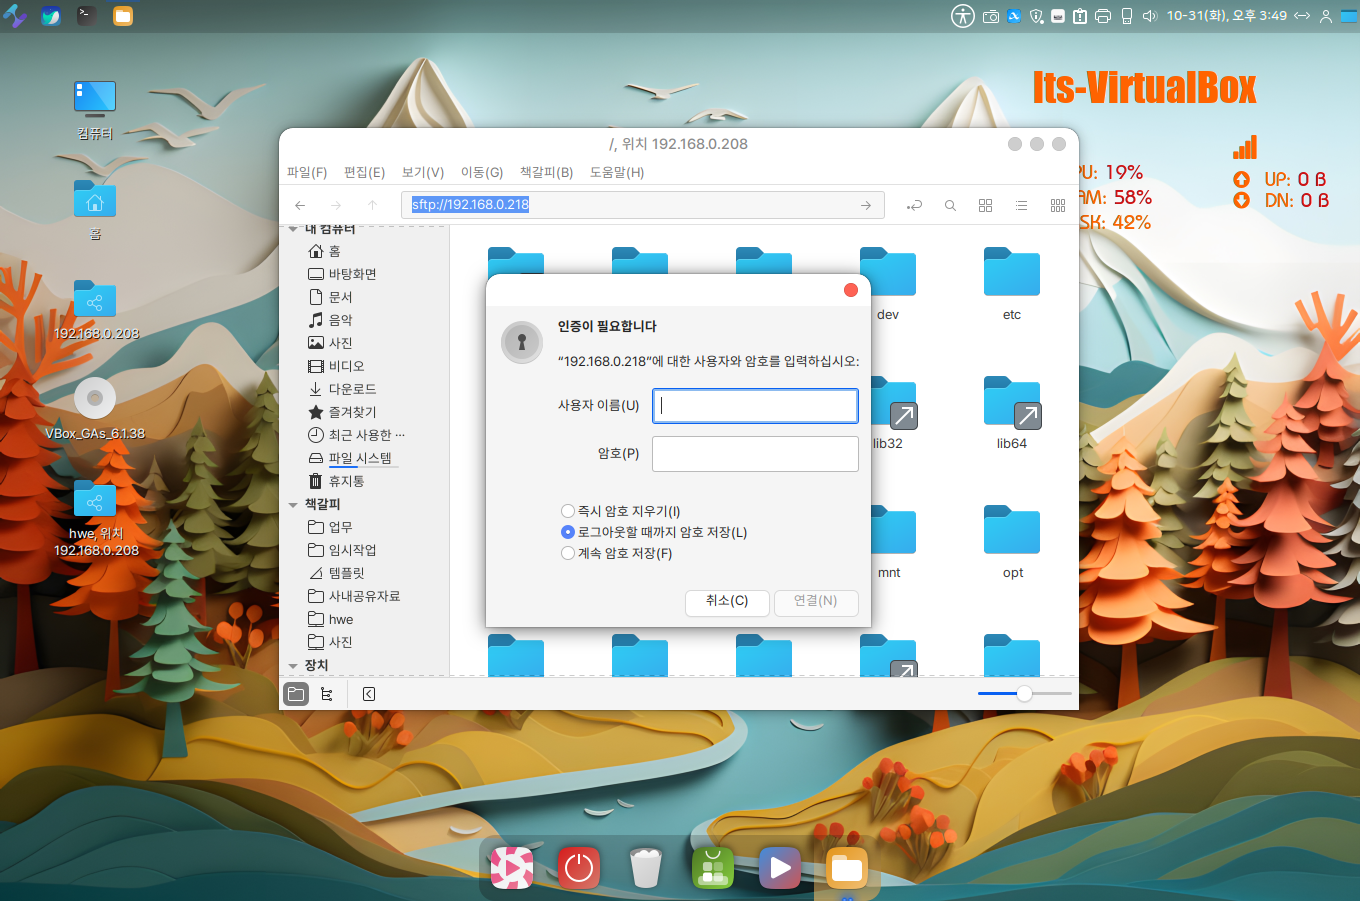 10-31(화), 오후 3:49
Its-VirtualBox
PU: 19%
AM: 58%
SK: 42%
UP: 0 B
DN: 0 B
컴퓨터
홈
192.168.0.208
VBox_GAs_6.1.38
hwe, 위치
192.168.0.208
/, 위치 192.168.0.208
파일(F) 편집(E) 보기(V) 이동(G) 책갈피(B) 도움말(H)
sftp://192.168.0.218
내 컴퓨터
홈
바탕화면
문서
음악
사진
비디오
다운로드
즐겨찾기
최근 사용한 ···
파일 시스템
휴지통
책갈피
업무
임시작업
템플릿
사내공유자료
hwe
사진
장치
dev
etc
lib32
lib64
mnt
opt
인증이 필요합니다
“192.168.0.218”에 대한 사용자와 암호를 입력하십시오:
사용자 이름(U)
암호(P)
즉시 암호 지우기(I)
로그아웃할 때까지 암호 저장(L)
계속 암호 저장(F)
취소(C)
연결(N)